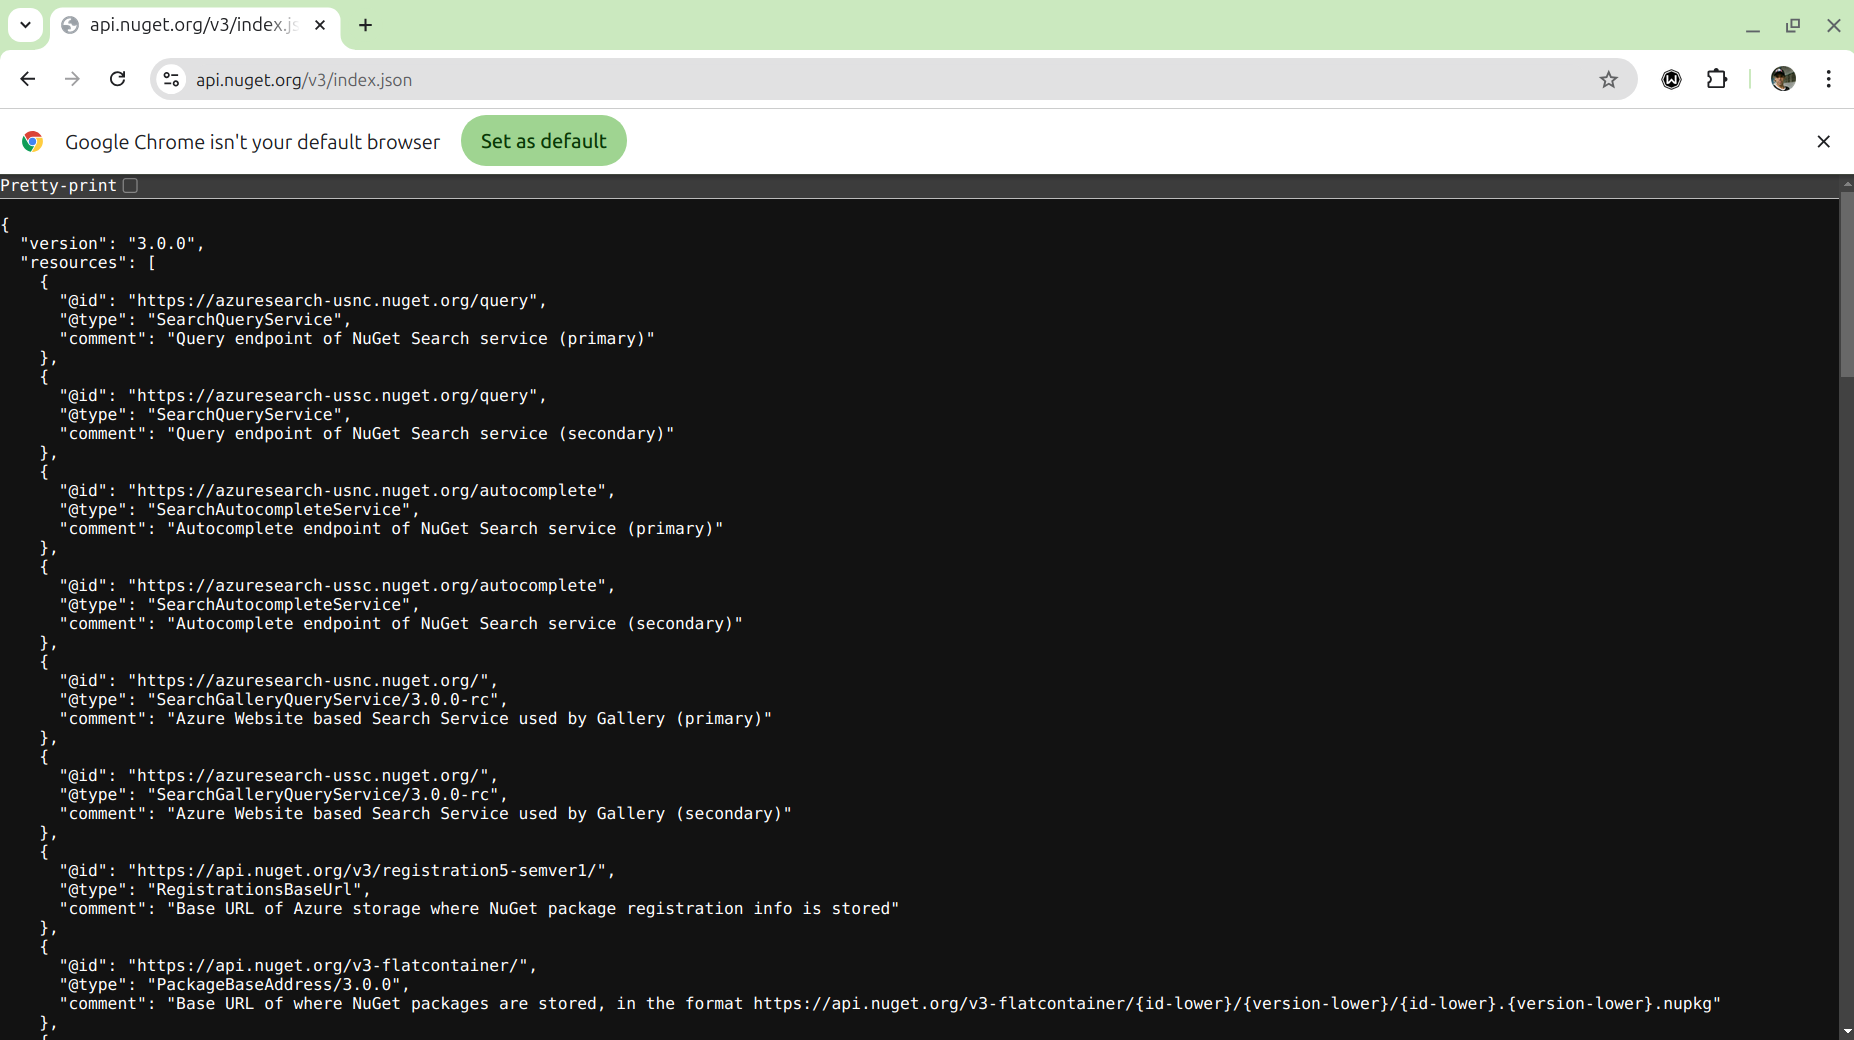 api.nuget.org/v3/index.js
api.nuget.org/v3/index.json
Google Chrome isn't your default browser
Set as default
Pretty-print
{
  "version": "3.0.0",
  "resources": [
    {
      "@id": "https://azuresearch-usnc.nuget.org/query",
      "@type": "SearchQueryService",
      "comment": "Query endpoint of NuGet Search service (primary)"
    },
    {
      "@id": "https://azuresearch-ussc.nuget.org/query",
      "@type": "SearchQueryService",
      "comment": "Query endpoint of NuGet Search service (secondary)"
    },
    {
      "@id": "https://azuresearch-usnc.nuget.org/autocomplete",
      "@type": "SearchAutocompleteService",
      "comment": "Autocomplete endpoint of NuGet Search service (primary)"
    },
    {
      "@id": "https://azuresearch-ussc.nuget.org/autocomplete",
      "@type": "SearchAutocompleteService",
      "comment": "Autocomplete endpoint of NuGet Search service (secondary)"
    },
    {
      "@id": "https://azuresearch-usnc.nuget.org/",
      "@type": "SearchGalleryQueryService/3.0.0-rc",
      "comment": "Azure Website based Search Service used by Gallery (primary)"
    },
    {
      "@id": "https://azuresearch-ussc.nuget.org/",
      "@type": "SearchGalleryQueryService/3.0.0-rc",
      "comment": "Azure Website based Search Service used by Gallery (secondary)"
    },
    {
      "@id": "https://api.nuget.org/v3/registration5-semver1/",
      "@type": "RegistrationsBaseUrl",
      "comment": "Base URL of Azure storage where NuGet package registration info is stored"
    },
    {
      "@id": "https://api.nuget.org/v3-flatcontainer/",
      "@type": "PackageBaseAddress/3.0.0",
      "comment": "Base URL of where NuGet packages are stored, in the format https://api.nuget.org/v3-flatcontainer/{id-lower}/{version-lower}/{id-lower}.{version-lower}.nupkg"
    },
    {